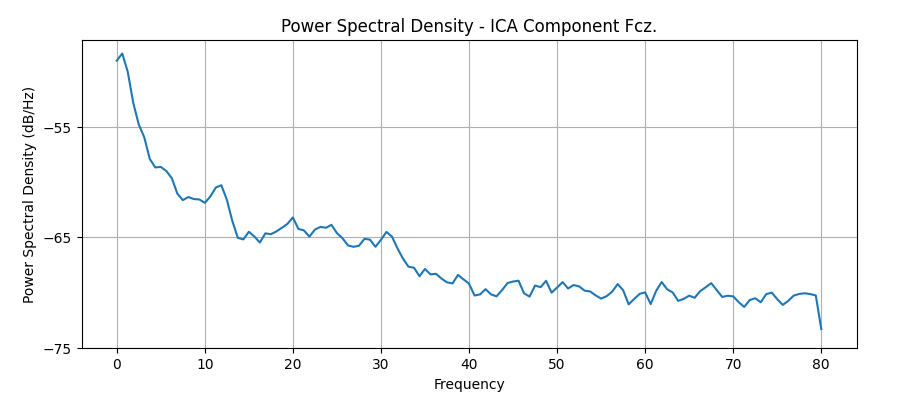 Power Spectral Density - ICA Component Fcz.
Power Spectral Density (dB/Hz)
−55
−65
−75
0 10 20 30 40 50 60 70 80
Frequency